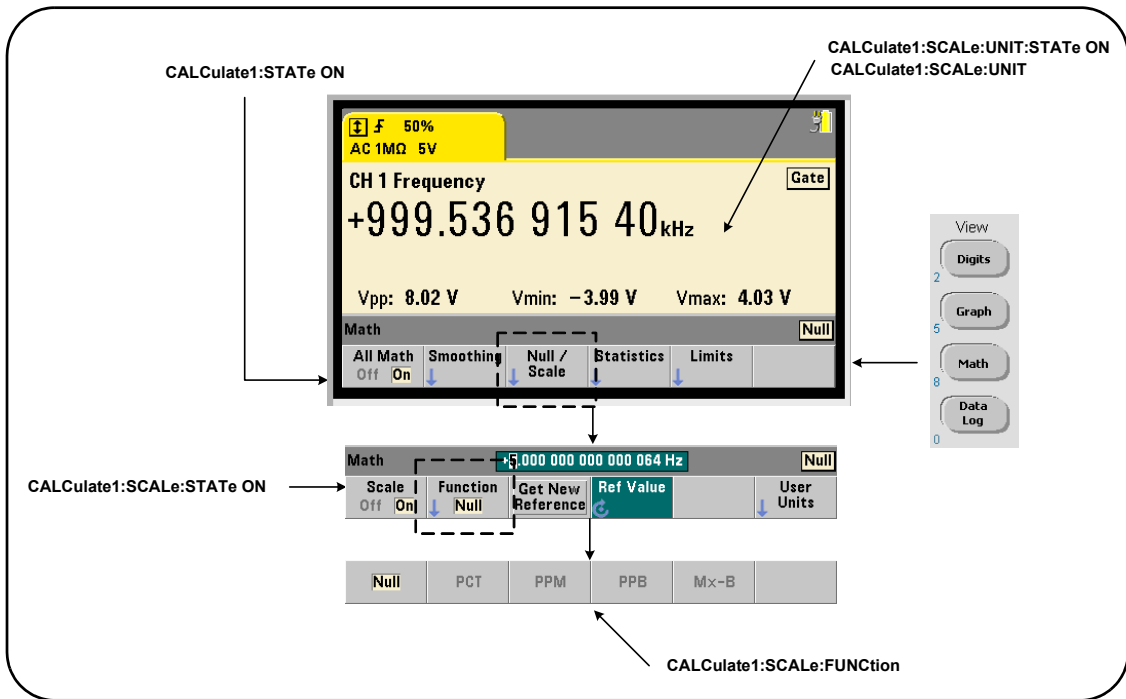 CALCulate1:STATe ON
CALCulate1:SCALe:UNIT:STATe ON
CALCulate1:SCALe:UNIT
50%
AC 1MΩ 5V
CH 1 Frequency
Gate
+999.536 915 40kHz
Vpp: 8.02 V Vmin: -3.99 V Vmax: 4.03 V
Math Null
All Math Smoothing Null / Statistics Limits
Off On Scale
View
Digits
2
Graph
5
Math
8
Data
Log
0
Math +5.000 000 000 000 064 Hz Null
CALCulate1:SCALe:STATe ON
Scale Function Get New Ref Value User
Off On Null Reference Units
Null PCT PPM PPB Mx-B
CALCulate1:SCALe:FUNCtion